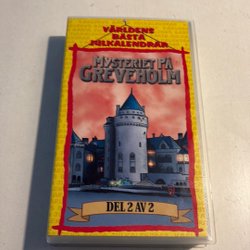 VÄRLDENS
BÄSTA
JULKALENDRAR
MYSTERIET PÅ
GREVEHOLM
DEL 2 AV 2